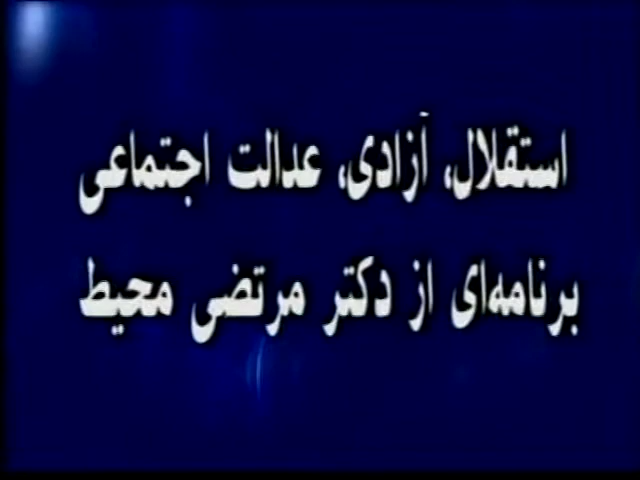 استقلال، آزادی، عدالت اجتماعی
برنامه‌ای از دکتر مرتضی محیط